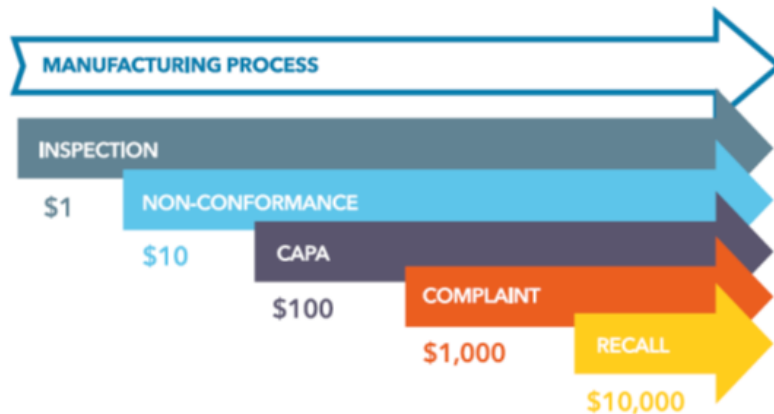 MANUFACTURING PROCESS
INSPECTION
$1
NON-CONFORMANCE
$10
CAPA
$100
COMPLAINT
$1,000
RECALL
$10,000